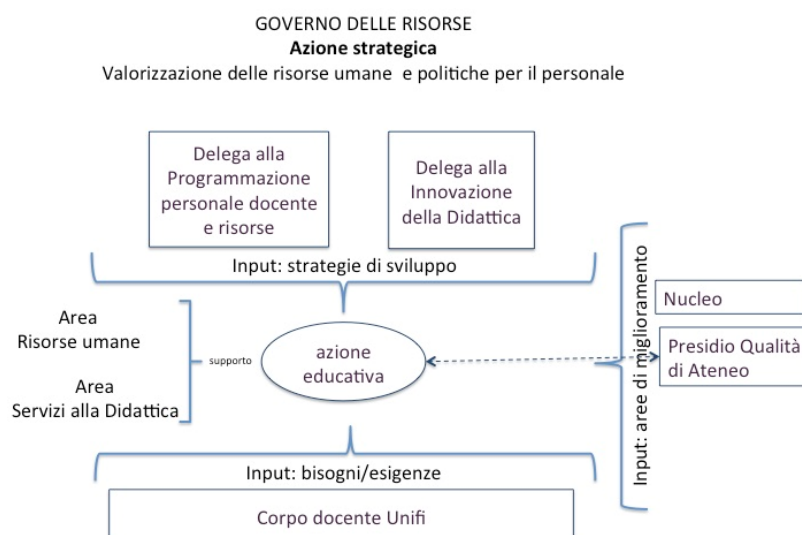 GOVERNO DELLE RISORSE
Azione strategica
Valorizzazione delle risorse umane e politiche per il personale
Delega alla
Programmazione
personale docente
e risorse
Delega alla
Innovazione
della Didattica
Input: strategie di sviluppo
Area
Risorse umane
Area
Servizi alla Didattica
supporto
azione
educativa
Input: aree di miglioramento
Nucleo
Presidio Qualità
di Ateneo
Input: bisogni/esigenze
Corpo docente Unifi